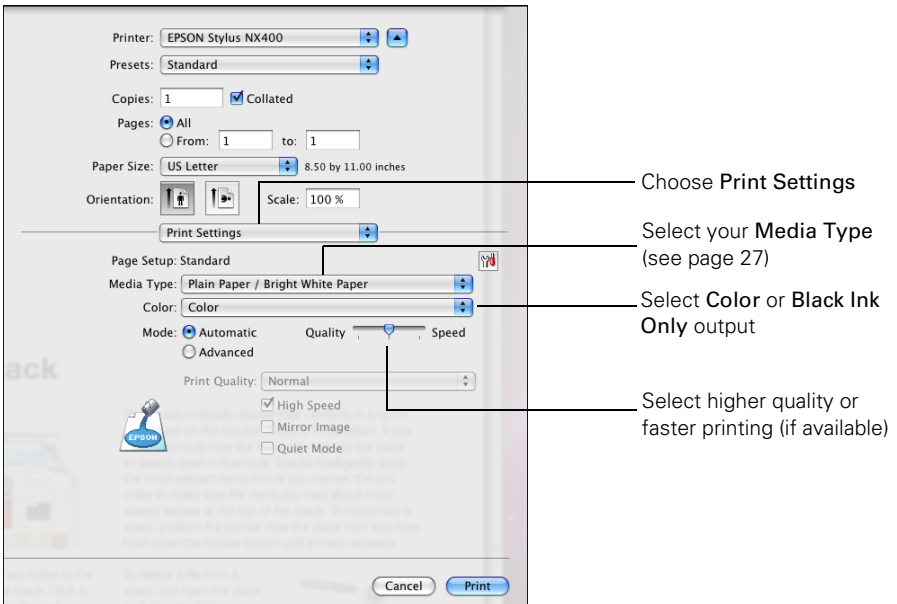 Printer: EPSON Stylus NX400
Presets: Standard
Copies: 1 Collated
Pages: All
From: 1 to: 1
Paper Size: US Letter 8.50 by 11.00 inches
Orientation: Scale: 100 %
Choose Print Settings
Print Settings
Select your Media Type
(see page 27)
Page Setup: Standard
Media Type: Plain Paper / Bright White Paper
Color: Color
Select Color or Black Ink
Only output
Mode: Automatic Quality Speed
Advanced
Print Quality: Normal
High Speed
Mirror Image
Quiet Mode
EPSON
Select higher quality or
faster printing (if available)
ack
Cancel Print